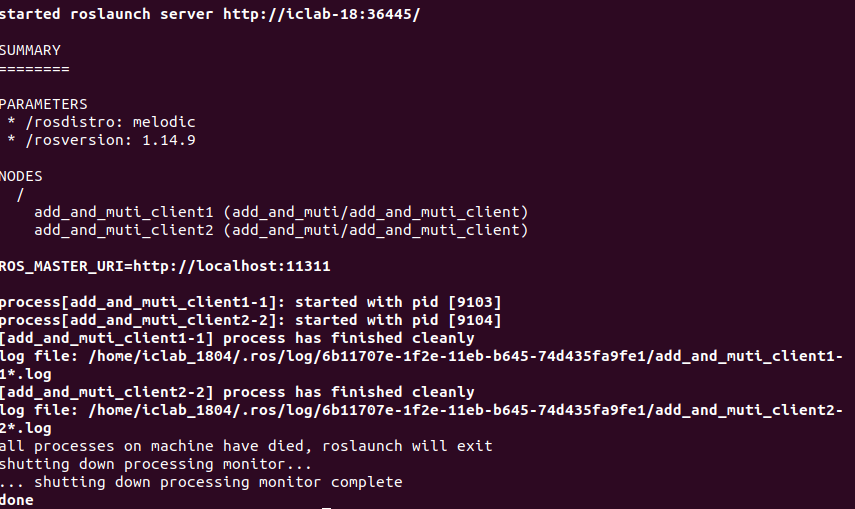 started roslaunch server http://iclab-18:36445/
SUMMARY
========
PARAMETERS
* /rosdistro: melodic
* /rosversion: 1.14.9
NODES
/
add_and_muti_client1 (add_and_muti/add_and_muti_client)
add_and_muti_client2 (add_and_muti/add_and_muti_client)
ROS_MASTER_URI=http://localhost:11311
process[add_and_muti_client1-1]: started with pid [9103]
process[add_and_muti_client2-2]: started with pid [9104]
[add_and_muti_client1-1] process has finished cleanly
log file: /home/iclab_1804/.ros/log/6b11707e-1f2e-11eb-b645-74d435fa9fe1/add_and_muti_client1-
1*.log
[add_and_muti_client2-2] process has finished cleanly
log file: /home/iclab_1804/.ros/log/6b11707e-1f2e-11eb-b645-74d435fa9fe1/add_and_muti_client2-
2*.log
all processes on machine have died, roslaunch will exit
shutting down processing monitor...
... shutting down processing monitor complete
done